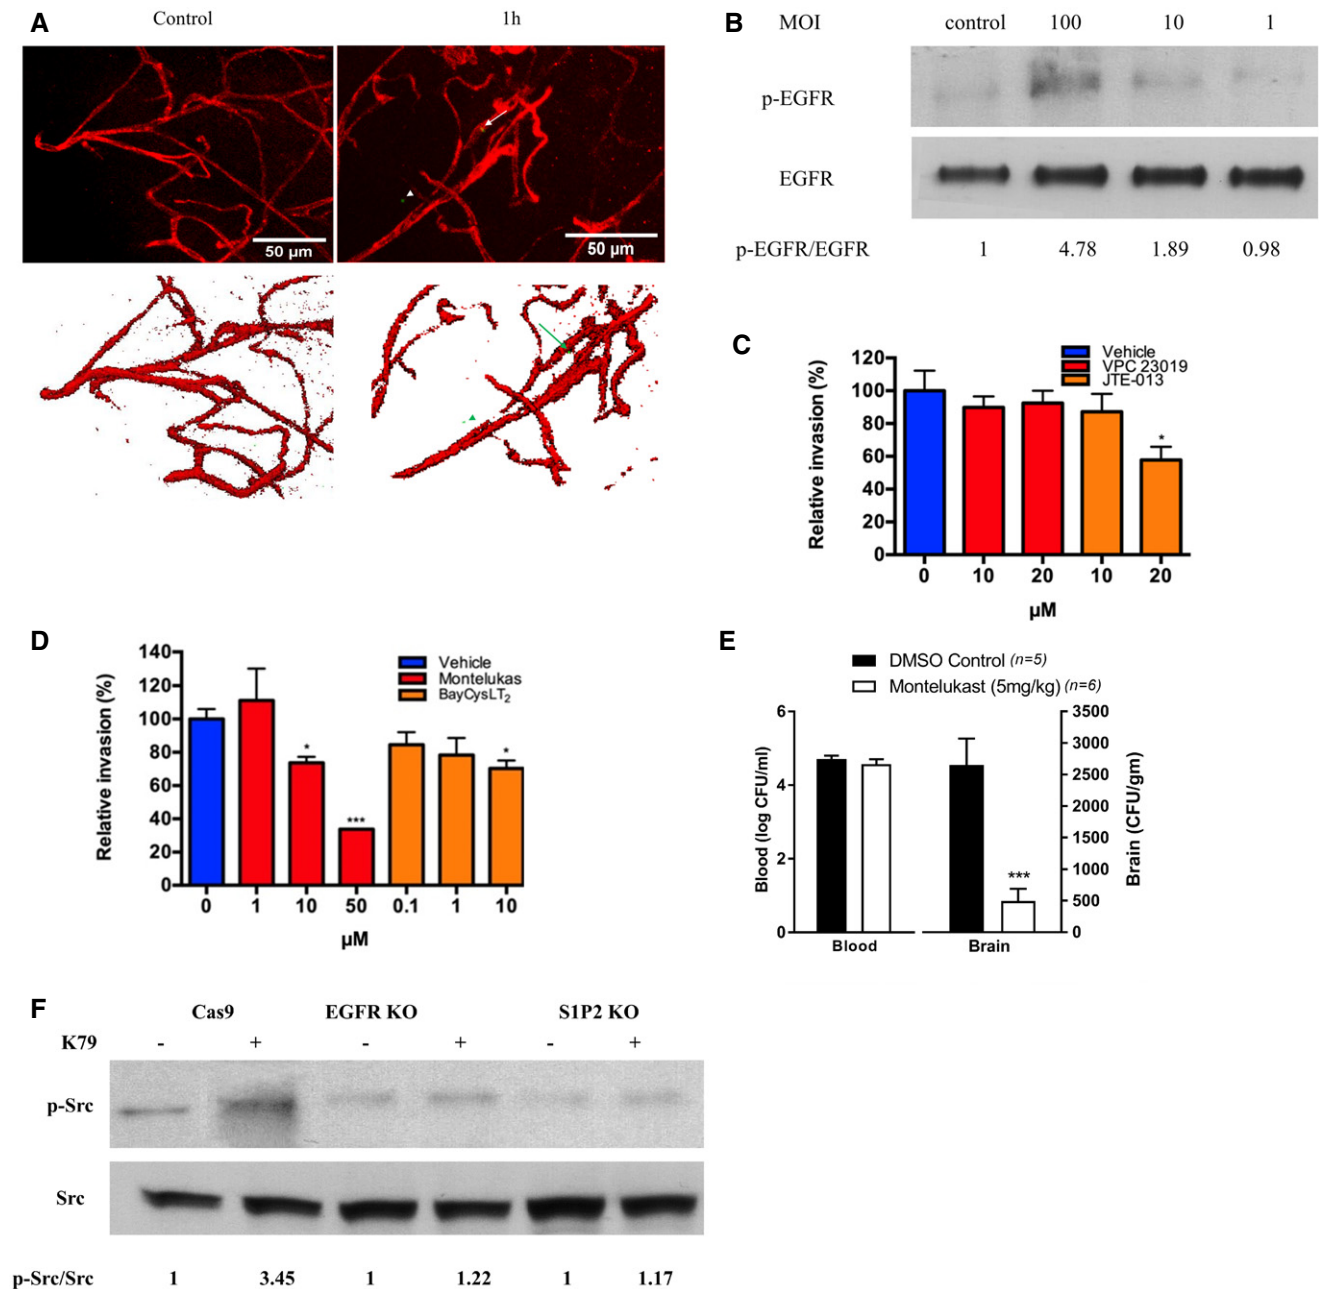 A
Control
1h
50 µm
50 µm
B
MOI
control
100
10
1
p-EGFR
EGFR
p-EGFR/EGFR
1
4.78
1.89
0.98
C
Vehicle
VPC 23019
JTE-013
Relative invasion (%)
120
100
80
60
40
20
0
*
0
10
20
10
20
µM
D
Vehicle
Montelukas
BayCysLT2
Relative invasion (%)
140
120
100
80
60
40
20
0
*
***
*
0
1
10
50
0.1
1
10
µM
E
DMSO Control (n=5)
Montelukast (5mg/kg) (n=6)
Blood (log CFU/ml)
6
4
2
0
***
3500
3000
2500
2000
1500
1000
500
0
Brain (CFU/gm)
Blood
Brain
F
Cas9
EGFR KO
S1P2 KO
K79
-
+
-
+
-
+
p-Src
Src
p-Src/Src
1
3.45
1
1.22
1
1.17